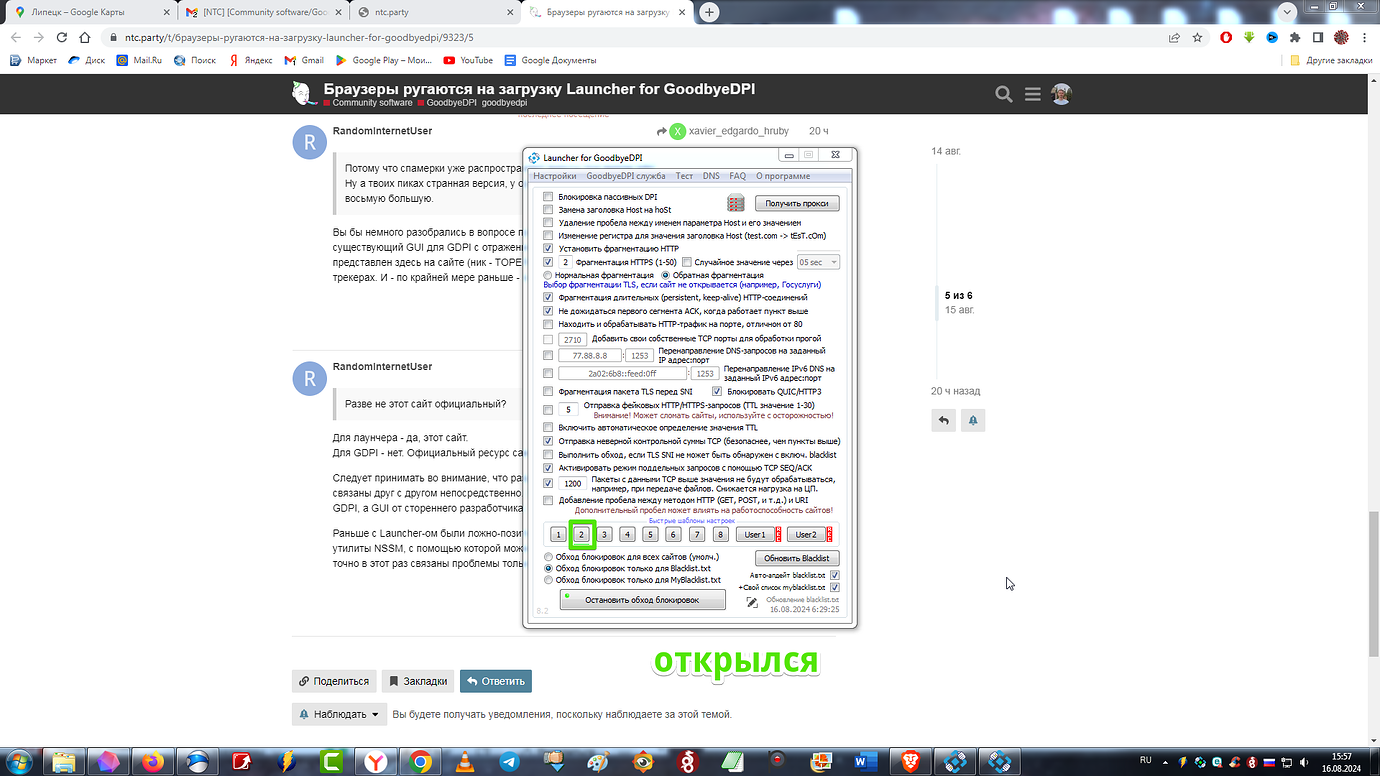 Липецк – Google Карты
[NTC] [Community software/Goo
ntc.party
Браузеры ругаются на загрузку
ntc.party/t/браузеры-ругаются-на-загрузку-launcher-for-goodbyedpi/9323/5
Маркет
Диск
Mail.Ru
Поиск
Яндекс
Gmail
Google Play – Мои...
YouTube
Google Документы
Другие закладки
Браузеры ругаются на загрузку Launcher for GoodbyeDPI
Community software GoodbyeDPI goodbyedpi
последнее посещение
R
RandomInternetUser
X xavier_edgardo_hruby 20 ч
Потому что спамерки уже распростра
Ну а твоих пиках странная версия, у о
восьмую большую.
Вы бы немного разобрались в вопросе п
существующий GUI для GDPI с отражени
представлен здесь на сайте (ник - TOPE
трекерах. И - по крайней мере раньше -
R
RandomInternetUser
Разве не этот сайт официальный?
Для лаунчера - да, этот сайт.
Для GDPI - нет. Официальный ресурс са
Следует принимать во внимание, что ра
связаны друг с другом непосредственно
GDPI, а GUI от стороннего разработчика
Раньше с Launcher-ом были ложно-пози
утилиты NSSM, с помощью которой мож
точно в этот раз связаны проблемы толь
Launcher for GoodbyeDPI
Настройки GoodbyeDPI служба Тест DNS FAQ О программе
Блокировка пассивных DPI
Получить прокси
Замена заголовка Host на hoSt
Удаление пробела между именем параметра Host и его значением
Изменение регистра для значения заголовка Host (test.com -> tEsT.cOm)
Установить фрагментацию HTTP
2 Фрагментация HTTPS (1-50) Случайное значение через 05 sec
Нормальная фрагментация Обратная фрагментация
Выбор фрагментации TLS, если сайт не открывается (например, Госуслуги)
Фрагментация длительных (persistent, keep-alive) HTTP-соединений
Не дожидаться первого сегмента ACK, когда работает пункт выше
Находить и обрабатывать HTTP-трафик на порте, отличном от 80
2710 Добавить свои собственные TCP порты для обработки прогой
77.88.8.8 : 1253 Перенаправление DNS-запросов на заданный
IP адрес:порт
2a02:6b8::feed:0ff : 1253 Перенаправление IPv6 DNS на
заданный IPv6 адрес:порт
Фрагментация пакета TLS перед SNI Блокировать QUIC/HTTP3
5 Отправка фейковых HTTP/HTTPS-запросов (TTL значение 1-30)
Внимание! Может сломать сайты, используйте с осторожностью!
Включить автоматическое определение значения TTL
Отправка неверной контрольной суммы TCP (безопаснее, чем пункты выше)
Выполнить обход, если TLS SNI не может быть обнаружен с включ. blacklist
Активировать режим поддельных запросов с помощью TCP SEQ/ACK
1200 Пакеты с данными TCP выше значения не будут обрабатываться,
например, при передаче файлов. Снижается нагрузка на ЦП.
Добавление пробела между методом HTTP (GET, POST, и т.д.) и URI
Дополнительный пробел может влиять на работоспособность сайтов!
Быстрые шаблоны настроек
1 2 3 4 5 6 7 8 User1 User2
Обход блокировок для всех сайтов (умолч.)
Обновить Blacklist
Обход блокировок только для Blacklist.txt
Авто-апдейт blacklist.txt
Обход блокировок только для MyBlacklist.txt
+Свой список myblacklist.txt
Остановить обход блокировок
Обновление blacklist.txt
16.08.2024 6:29:25
8.2
14 авг.
5 из 6
15 авг.
20 ч назад
открылся
Поделиться
Закладки
Ответить
Наблюдать
Вы будете получать уведомления, поскольку наблюдаете за этой темой.
RU
15:57
16.08.2024